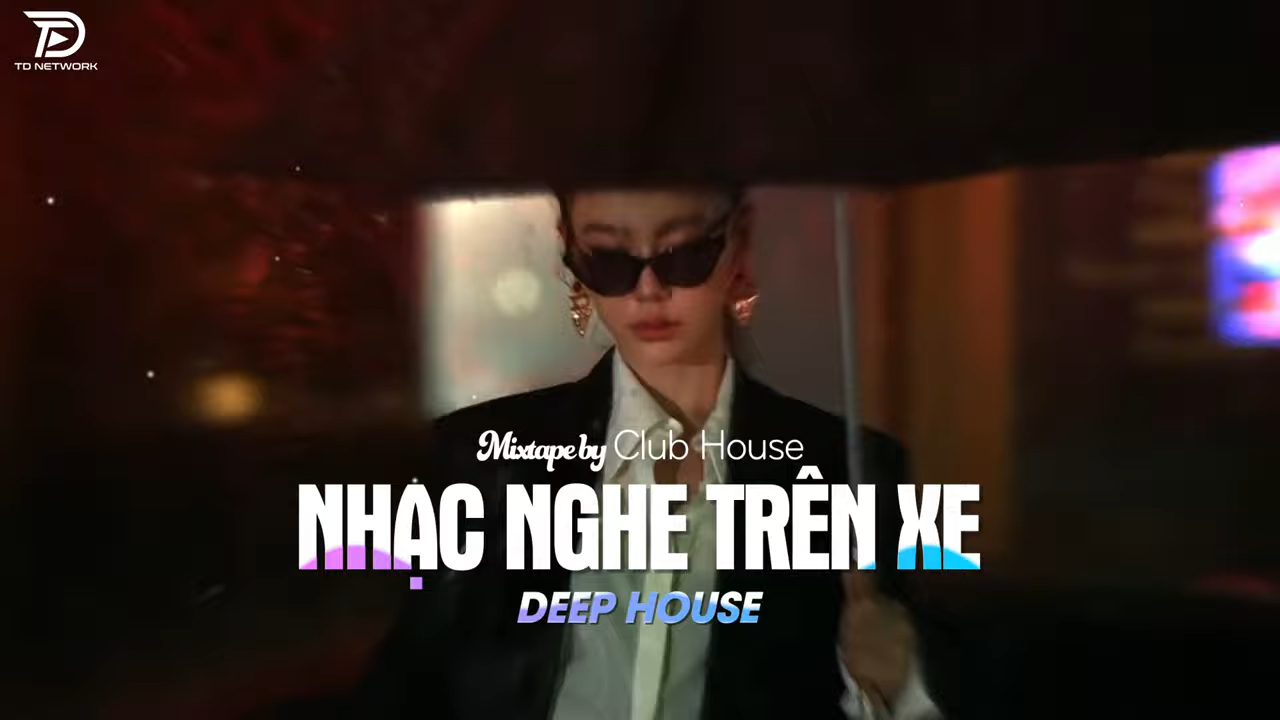 TD NETWORK
Mixtape by Club House
NHẠC NGHE TRÊN XE
DEEP HOUSE